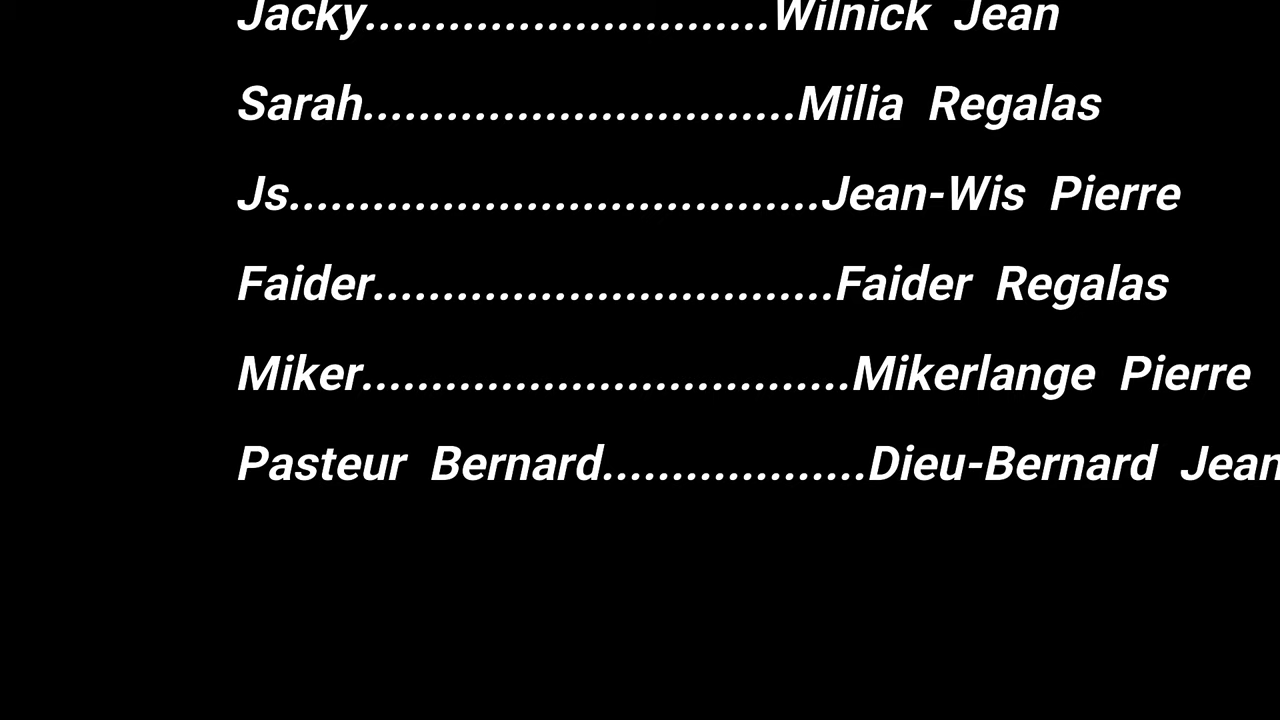 Jacky.............................Wilnick Jean
Sarah...............................Milia Regalas
Js......................................Jean-Wis Pierre
Faider.................................Faider Regalas
Miker...................................Mikerlange Pierre
Pasteur Bernard...................Dieu-Bernard Jean